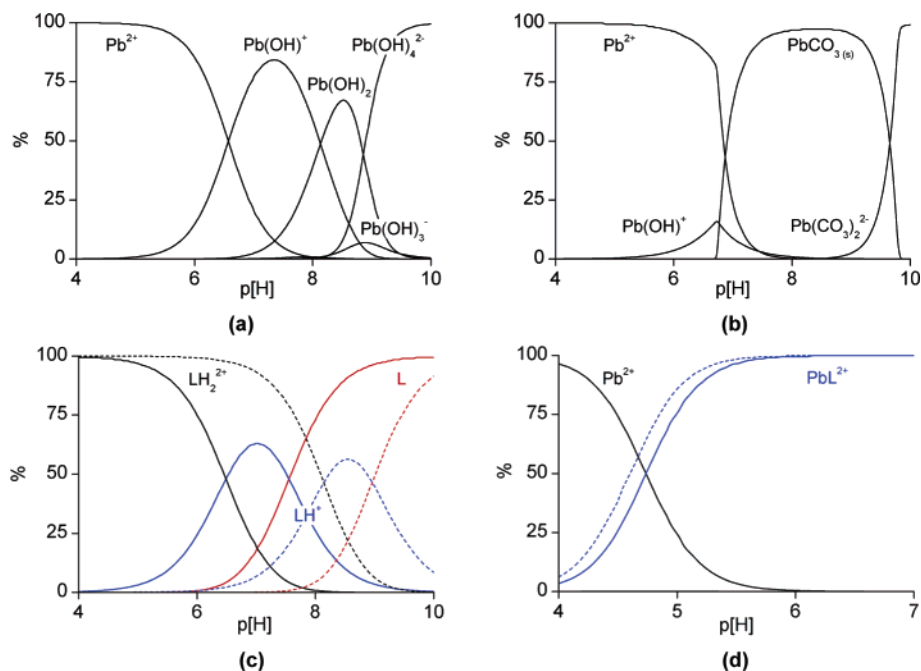 100
75
50
25
0
%
Pb²⁺
Pb(OH)⁺
Pb(OH)₂
Pb(OH)₄²⁻
Pb(OH)₃⁻
4 6 8 10
p[H]
(a)
100
75
50
25
0
%
Pb²⁺
PbCO₃ (s)
Pb(OH)⁺
Pb(CO₃)₂²⁻
4 6 8 10
p[H]
(b)
100
75
50
25
0
%
LH₂²⁺
L
LH⁺
4 6 8 10
p[H]
(c)
100
75
50
25
0
%
Pb²⁺
PbL²⁺
4 5 6 7
p[H]
(d)